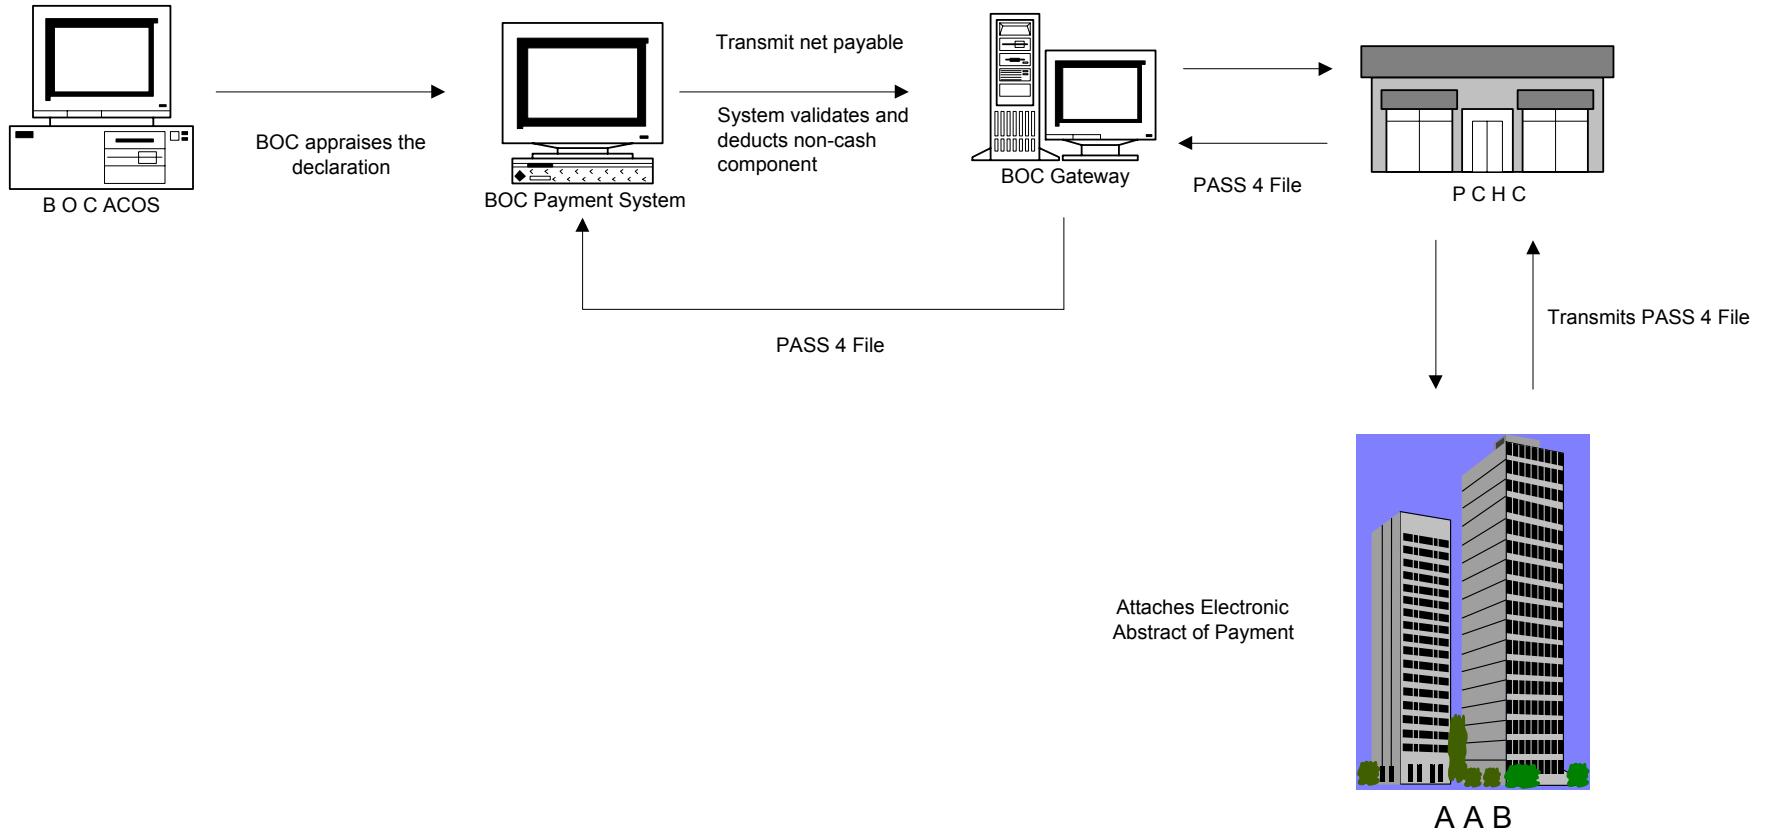 Transmit net payable
BOC appraises the
declaration
System validates and
deducts non-cash
component
B O C ACOS
BOC Payment System
BOC Gateway
PASS 4 File
P C H C
PASS 4 File
Transmits PASS 4 File
Attaches Electronic
Abstract of Payment
A A B